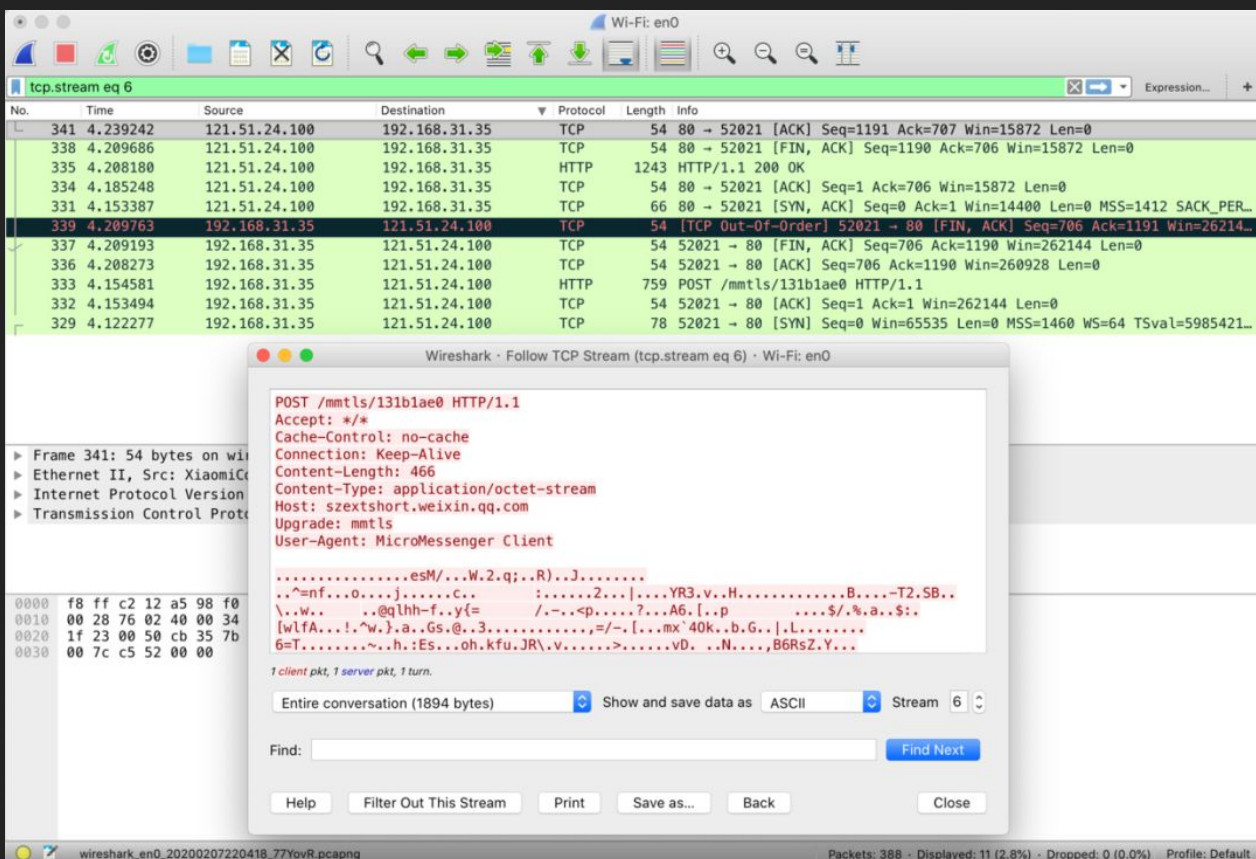 Wi-Fi: en0
tcp.stream eq 6
Expression...
+
No. Time Source Destination Protocol Length Info
341 4.239242 121.51.24.100 192.168.31.35 TCP 54 80 → 52021 [ACK] Seq=1191 Ack=707 Win=15872 Len=0
338 4.209686 121.51.24.100 192.168.31.35 TCP 54 80 → 52021 [FIN, ACK] Seq=1190 Ack=706 Win=15872 Len=0
335 4.208180 121.51.24.100 192.168.31.35 HTTP 1243 HTTP/1.1 200 OK
334 4.185248 121.51.24.100 192.168.31.35 TCP 54 80 → 52021 [ACK] Seq=1 Ack=706 Win=15872 Len=0
331 4.153387 121.51.24.100 192.168.31.35 TCP 66 80 → 52021 [SYN, ACK] Seq=0 Ack=1 Win=14400 Len=0 MSS=1412 SACK_PER…
339 4.209763 192.168.31.35 121.51.24.100 TCP 54 [TCP Out-Of-Order] 52021 → 80 [FIN, ACK] Seq=706 Ack=1191 Win=26214…
337 4.209193 192.168.31.35 121.51.24.100 TCP 54 52021 → 80 [FIN, ACK] Seq=706 Ack=1190 Win=262144 Len=0
336 4.208273 192.168.31.35 121.51.24.100 TCP 54 52021 → 80 [ACK] Seq=706 Ack=1190 Win=260928 Len=0
333 4.154581 192.168.31.35 121.51.24.100 HTTP 759 POST /mmtls/131b1ae0 HTTP/1.1
332 4.153494 192.168.31.35 121.51.24.100 TCP 54 52021 → 80 [ACK] Seq=1 Ack=1 Win=262144 Len=0
329 4.122277 192.168.31.35 121.51.24.100 TCP 78 52021 → 80 [SYN] Seq=0 Win=65535 Len=0 MSS=1460 WS=64 TSval=5985421…
Frame 341: 54 bytes on wi
Ethernet II, Src: XiaomiCo
Internet Protocol Version
Transmission Control Proto
0000 f8 ff c2 12 a5 98 f0
0010 00 28 76 02 40 00 34
0020 1f 23 00 50 cb 35 7b
0030 00 7c c5 52 00 00
Wireshark · Follow TCP Stream (tcp.stream eq 6) · Wi-Fi: en0
POST /mmtls/131b1ae0 HTTP/1.1
Accept: */*
Cache-Control: no-cache
Connection: Keep-Alive
Content-Length: 466
Content-Type: application/octet-stream
Host: szextshort.weixin.qq.com
Upgrade: mmtls
User-Agent: MicroMessenger Client
................esM/...W.2.q;..R)..J........
..^=nf...o....j......c.. :......2...|....YR3.v..H.............B....-T2.SB..
\..w.. ..@qlhh-f..y{= /.-..<p.....?...A6.[..p ....$/.%.a..$:.
[wlfA...!.^w.}.a..Gs.@..3............,=/-.[...mx`4Ok..b.G..|.L........
6=T........~..h.:Es...oh.kfu.JR\.v......>......vD. ..N....,B6RsZ.Y...
1 client pkt, 1 server pkt, 1 turn.
Entire conversation (1894 bytes)
Show and save data as ASCII
Stream 6
Find:
Find Next
Help
Filter Out This Stream
Print
Save as...
Back
Close
wireshark_en0_20200207220418_77YovR.pcapng
Packets: 388 · Displayed: 11 (2.8%) · Dropped: 0 (0.0%)
Profile: Default